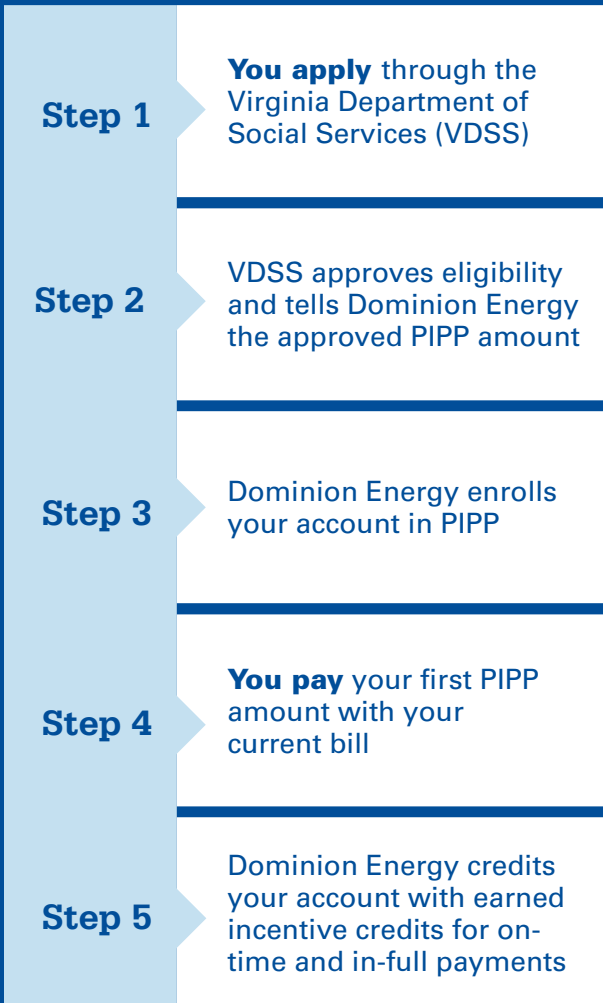 Step 1
You apply through the
Virginia Department of
Social Services (VDSS)
Step 2
VDSS approves eligibility
and tells Dominion Energy
the approved PIPP amount
Step 3
Dominion Energy enrolls
your account in PIPP
Step 4
You pay your first PIPP
amount with your
current bill
Step 5
Dominion Energy credits
your account with earned
incentive credits for on-
time and in-full payments